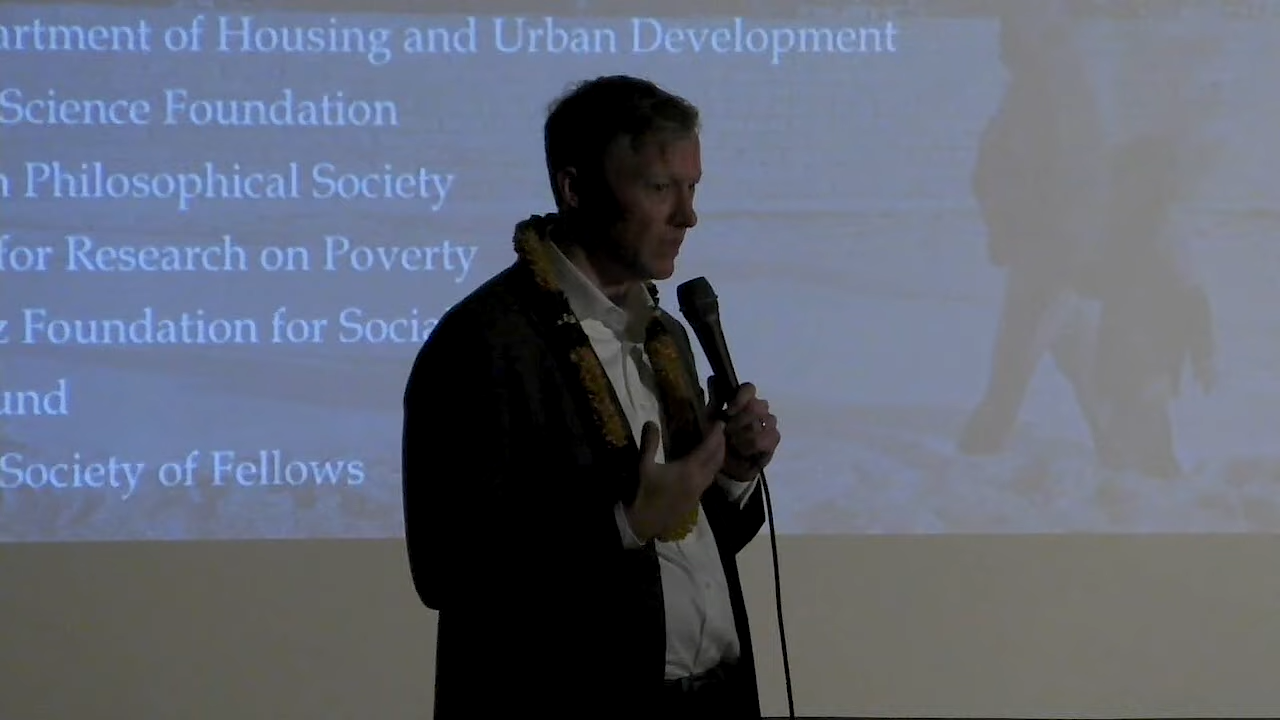 artment of Housing and Urban Development
Science Foundation
n Philosophical Society
for Research on Poverty
z Foundation for Socia
und
Society of Fellows